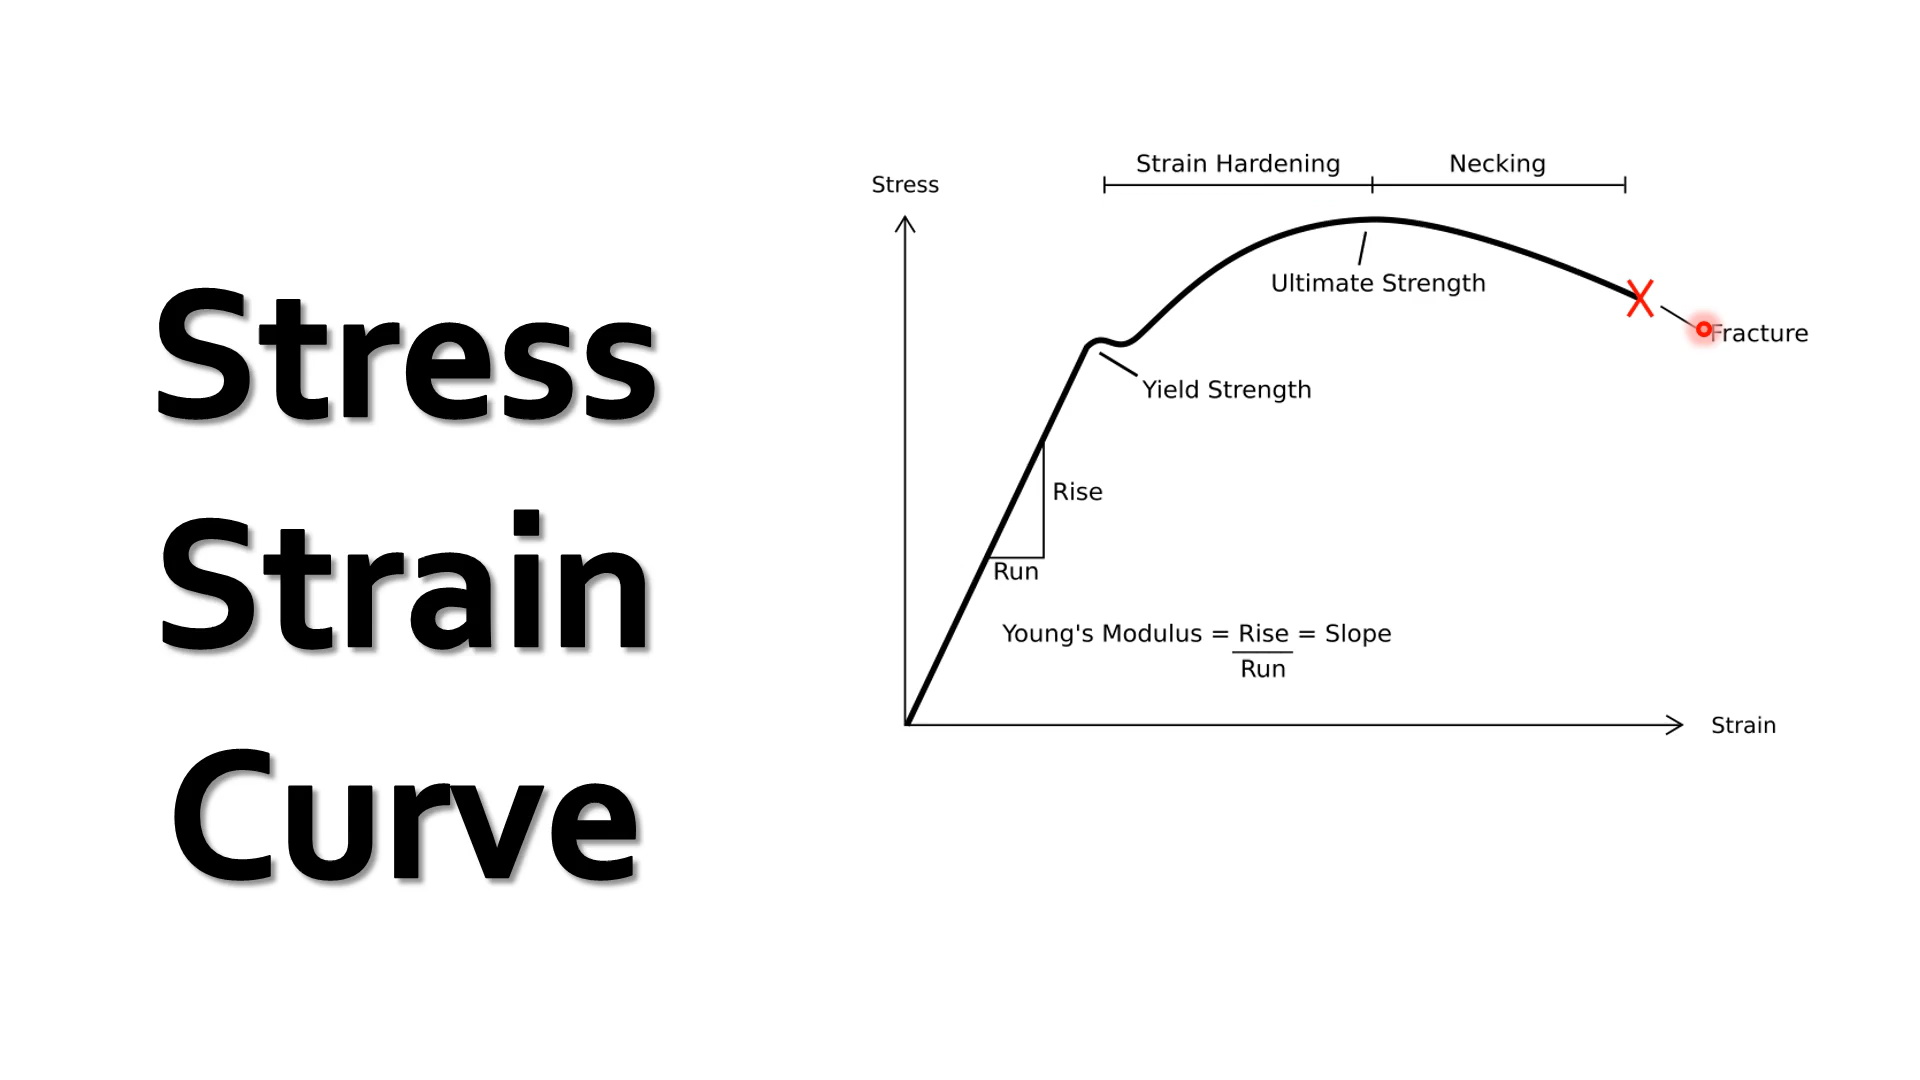 Stress
Strain
Curve
Strain Hardening
Necking
Stress
Ultimate Strength
Fracture
Yield Strength
Rise
Run
Young's Modulus = Rise = Slope
Run
Strain